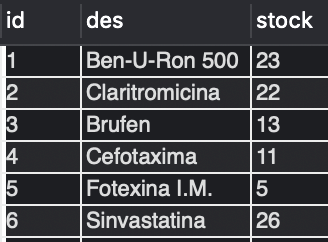 id des stock
1 Ben-U-Ron 500 23
2 Claritromicina 22
3 Brufen 13
4 Cefotaxima 11
5 Fotexina I.M. 5
6 Sinvastatina 26